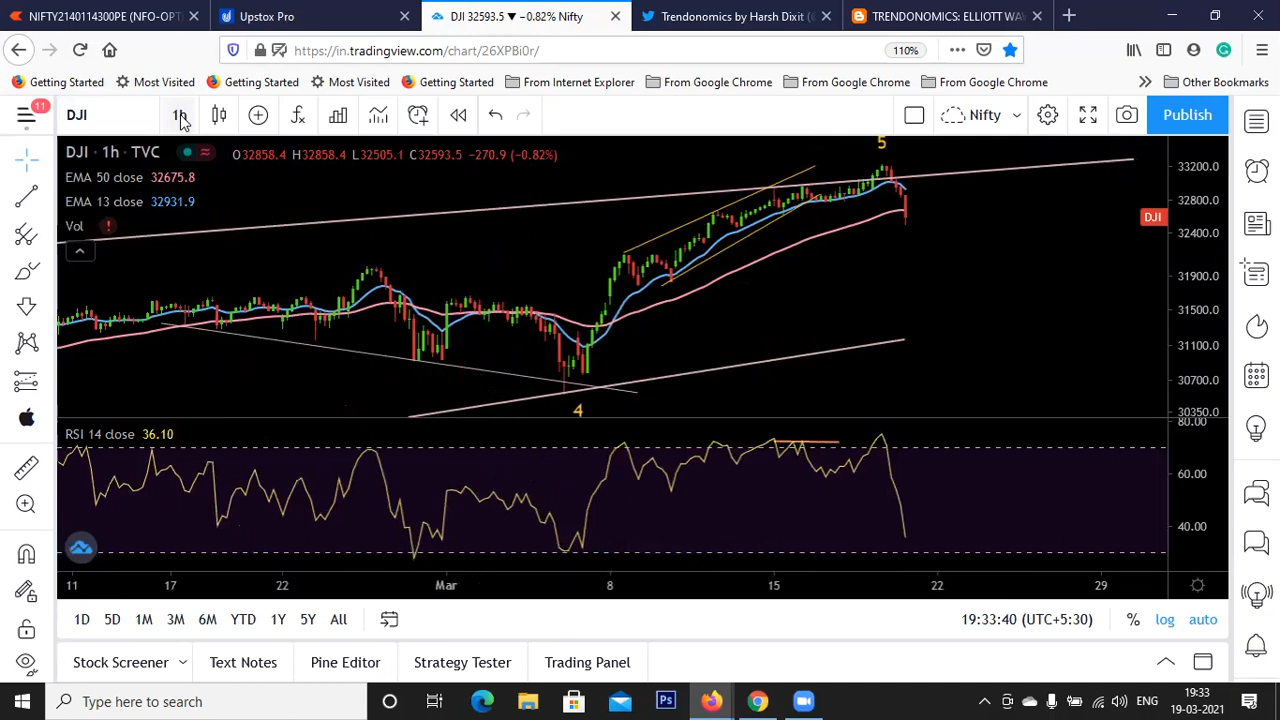 NIFTY2140114300PE (NFO-OPT
Upstox Pro
DJI 32593.5 ▼ −0.82% Nifty
Trendonomics by Harsh Dixit (
TRENDONOMICS: ELLIOTT WA
https://in.tradingview.com/chart/26XPBi0r/
110%
Getting Started
Most Visited
Getting Started
Most Visited
Getting Started
From Internet Explorer
From Google Chrome
From Google Chrome
From Google Chrome
Other Bookmarks
11
DJI
1h
Nifty
Publish
DJI · 1h · TVC
O32858.4 H32858.4 L32505.1 C32593.5 −270.9 (−0.82%)
EMA 50 close 32675.8
EMA 13 close 32931.9
Vol
5
4
33200.0
32800.0
DJI
32400.0
31900.0
31500.0
31100.0
30700.0
30350.0
RSI 14 close 36.10
80.00
60.00
40.00
11
17
22
Mar
8
15
22
29
1D
5D
1M
3M
6M
YTD
1Y
5Y
All
19:33:40 (UTC+5:30)
%
log
auto
Stock Screener
Text Notes
Pine Editor
Strategy Tester
Trading Panel
Type here to search
Ps
ENG
19:33
19-03-2021